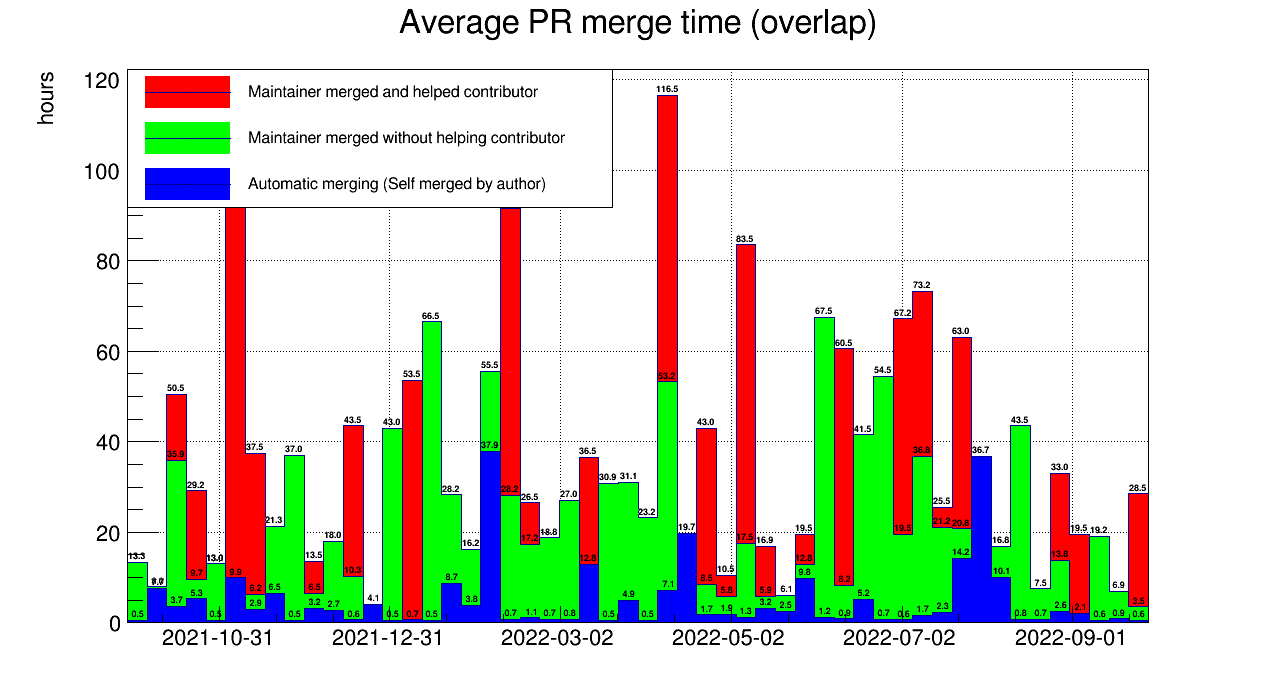 Average PR merge time (overlap)
hours
Maintainer merged and helped contributor
Maintainer merged without helping contributor
Automatic merging (Self merged by author)
120
100
80
60
40
20
0
116.5
83.5
73.2
66.5 67.5 67.2
63.0
60.5
55.5 54.5
53.5 53.2
50.5
43.5 43.0 43.0 41.5 43.5
37.5 37.0 37.9 36.5 36.8 36.7
35.9 33.0
29.2 28.2 28.2 30.9 31.1 28.5
26.5 27.0 25.5
21.3 23.2 21.2 20.8
18.0 18.8 19.7 19.5 19.5 19.5 19.2
16.2 17.2 17.5 16.9 16.8
13.3 13.0 13.5 12.8 12.8 14.2 13.8
9.7 9.9 10.3 10.5 9.8 10.1
6.2 6.5 6.5 8.7 7.1 8.5 8.2 7.5 6.9
5.3 4.9 5.8 5.9 6.1 5.2
3.7 2.9 3.2 2.7 4.1 3.8 3.2 2.5 2.3 2.6 2.1 3.5
0.5 0.5 0.5 0.6 0.5 0.7 0.5 0.7 1.1 0.7 0.8 0.5 0.5 1.7 1.9 1.3 1.2 0.9 0.6 1.7 0.8 0.7 0.6 0.9 0.6
2021-10-31 2021-12-31 2022-03-02 2022-05-02 2022-07-02 2022-09-01